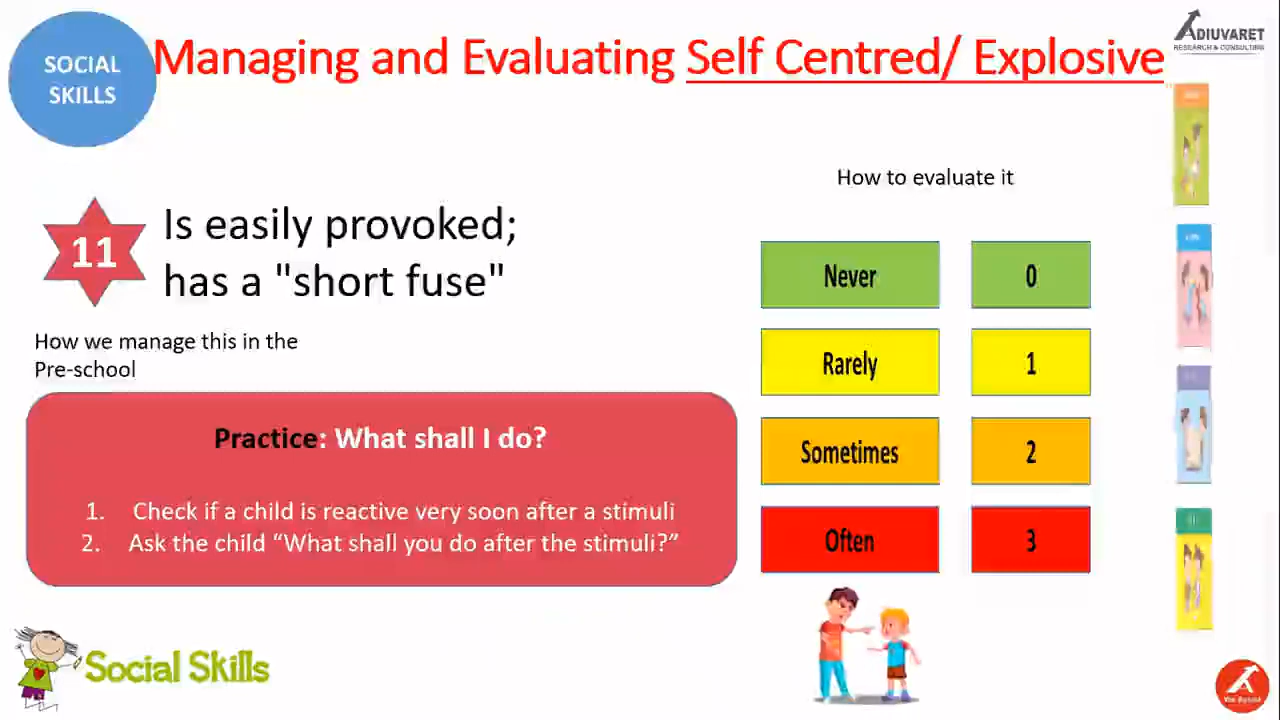 SOCIAL
SKILLS
Managing and Evaluating Self Centred/ Explosive
ADIUVARET
RESEARCH & CONSULTING
How to evaluate it
11
Is easily provoked;
has a "short fuse"
How we manage this in the
Pre-school
Practice: What shall I do?
1. Check if a child is reactive very soon after a stimuli
2. Ask the child “What shall you do after the stimuli?”
Never 0
Rarely 1
Sometimes 2
Often 3
Social Skills